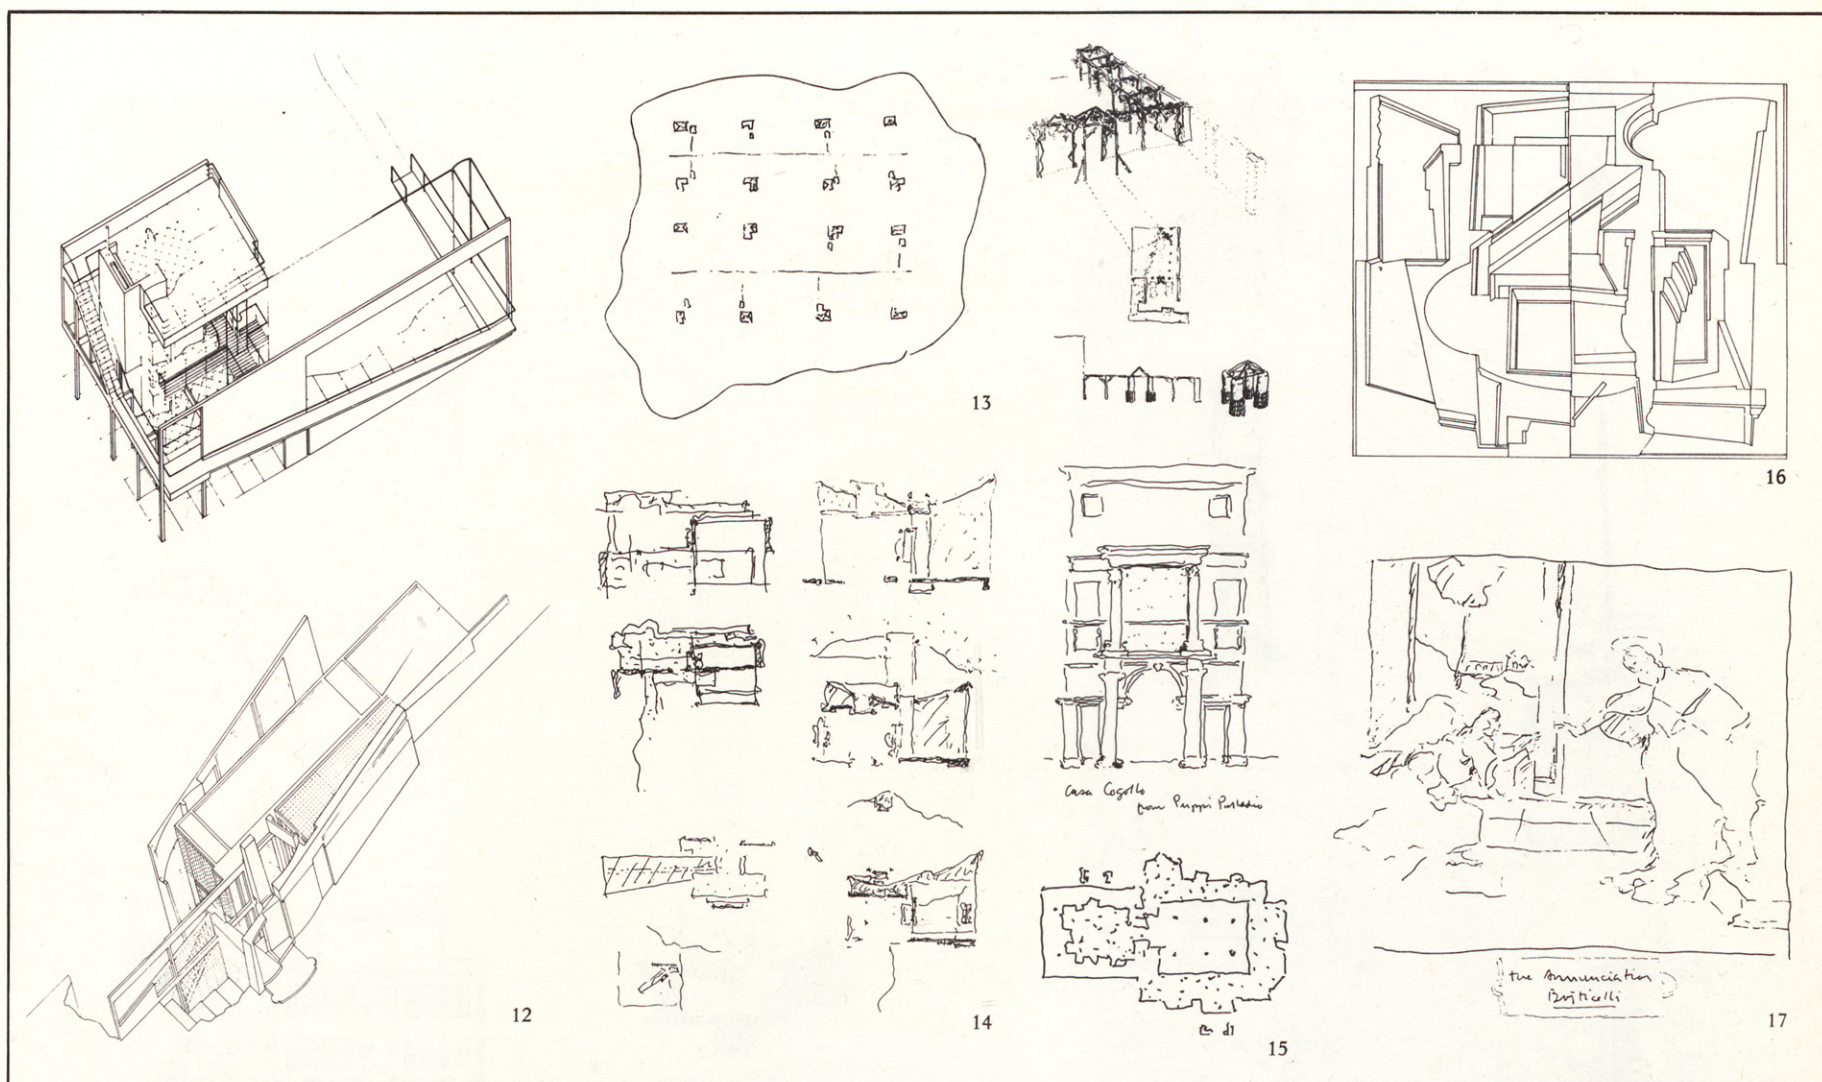 13
16
Casa Cogollo
from Puppi Palladio
12
14
15
the Annunciation
Botticelli
17